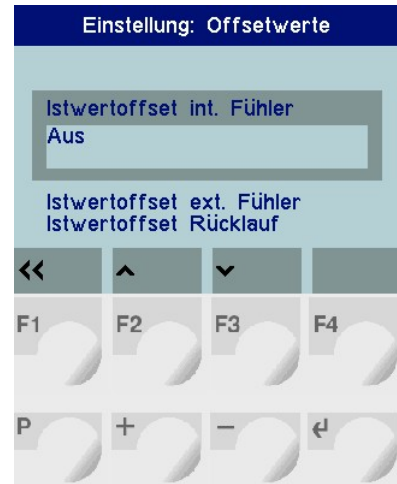 Einstellung: Offsetwerte
Istwertoffset int. Fühler
Aus
Istwertoffset ext. Fühler
Istwertoffset Rücklauf
F1 F2 F3 F4
P + -